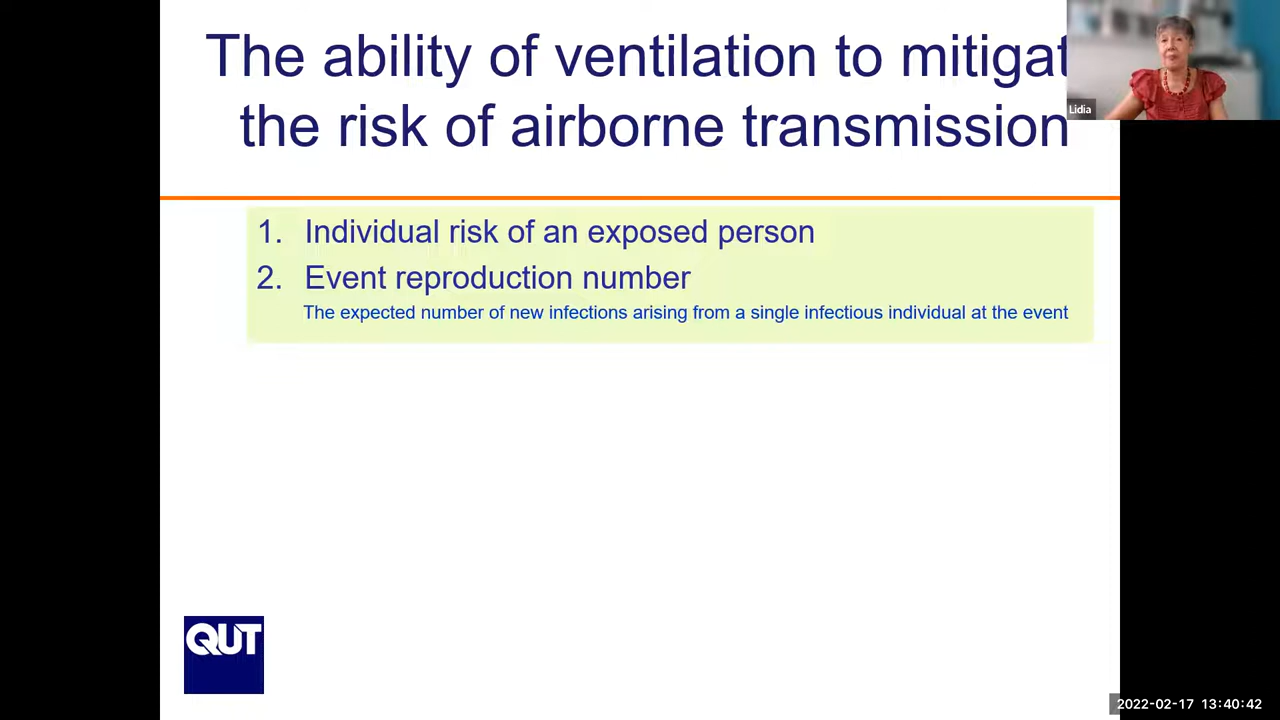 The ability of ventilation to mitigat
the risk of airborne transmission
Lidia
1. Individual risk of an exposed person
2. Event reproduction number
The expected number of new infections arising from a single infectious individual at the event
QUT
2022-02-17 13:40:42